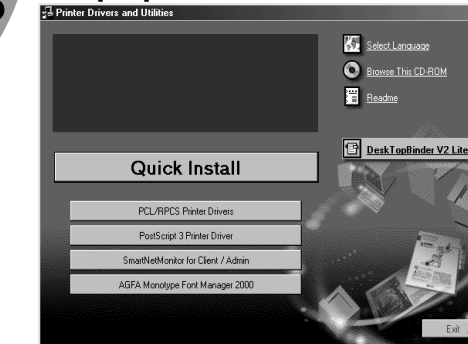 Printer Drivers and Utilities
Select Language
Browse This CD-ROM
Readme
DeskTopBinder V2 Lite
Quick Install
PCL/RPCS Printer Drivers
PostScript 3 Printer Driver
SmartNetMonitor for Client / Admin
AGFA Monotype Font Manager 2000
Exit